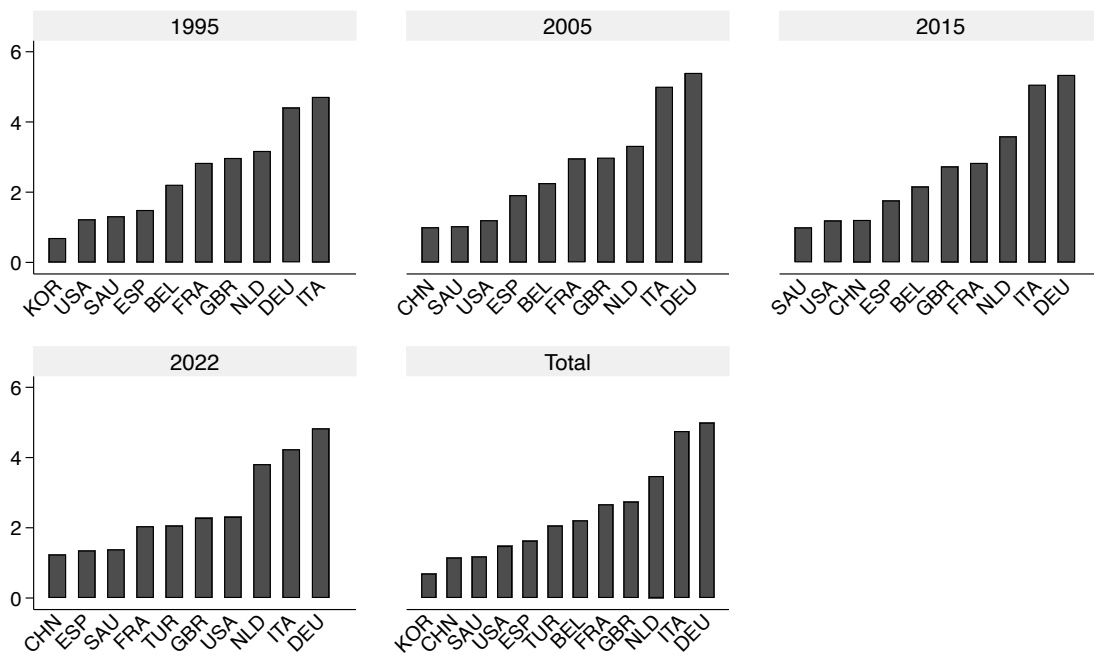 1995
2005
2015
6
4
2
0
KOR USA SAU ESP BEL FRA GBR NLD DEU ITA
CHN SAU USA ESP BEL FRA GBR NLD ITA DEU
SAU USA CHN ESP BEL GBR FRA NLD ITA DEU
2022
Total
6
4
2
0
CHN ESP SAU FRA TUR GBR USA NLD ITA DEU
KOR CHN SAU USA ESP TUR BEL FRA GBR NLD ITA DEU